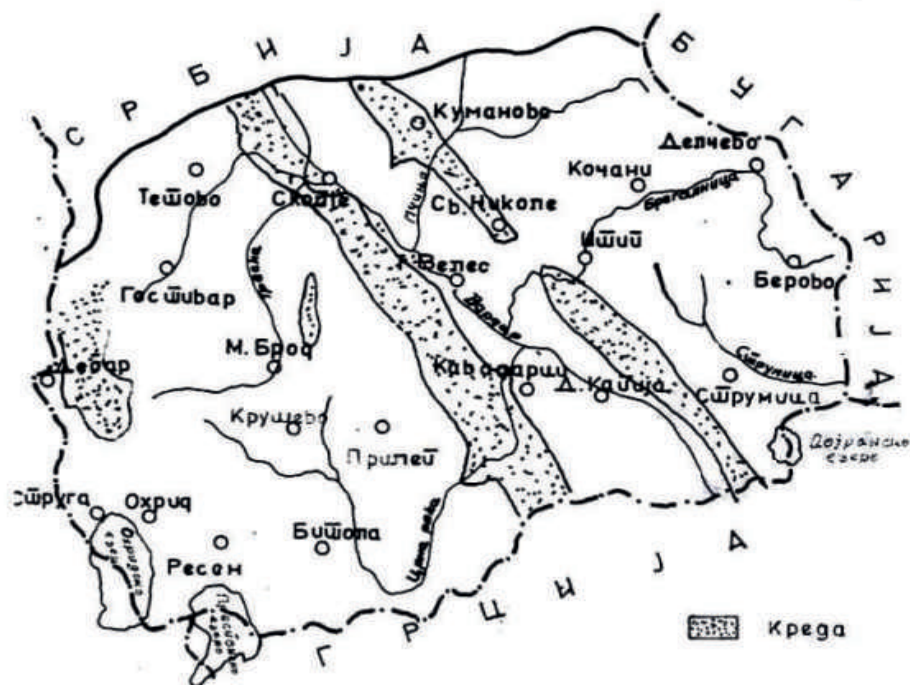 СРБИЈА
БУГАРИЈА
Куманово
Делчево
Кочани
Тетово
Скопје
Пчиња
Св. Николе
Брегалница
Штип
Велес
Берово
Гостивар
Вардар
М. Брод
Дебар
Кавадарци
Д. Капија
Струмица
Струмица
Крушево
Прилеп
Дојранско
езеро
Струга
Охрид
Битола
Црна река
Охридско
езеро
Ресен
Преспанско
езеро
ГРЦИЈА
Креда